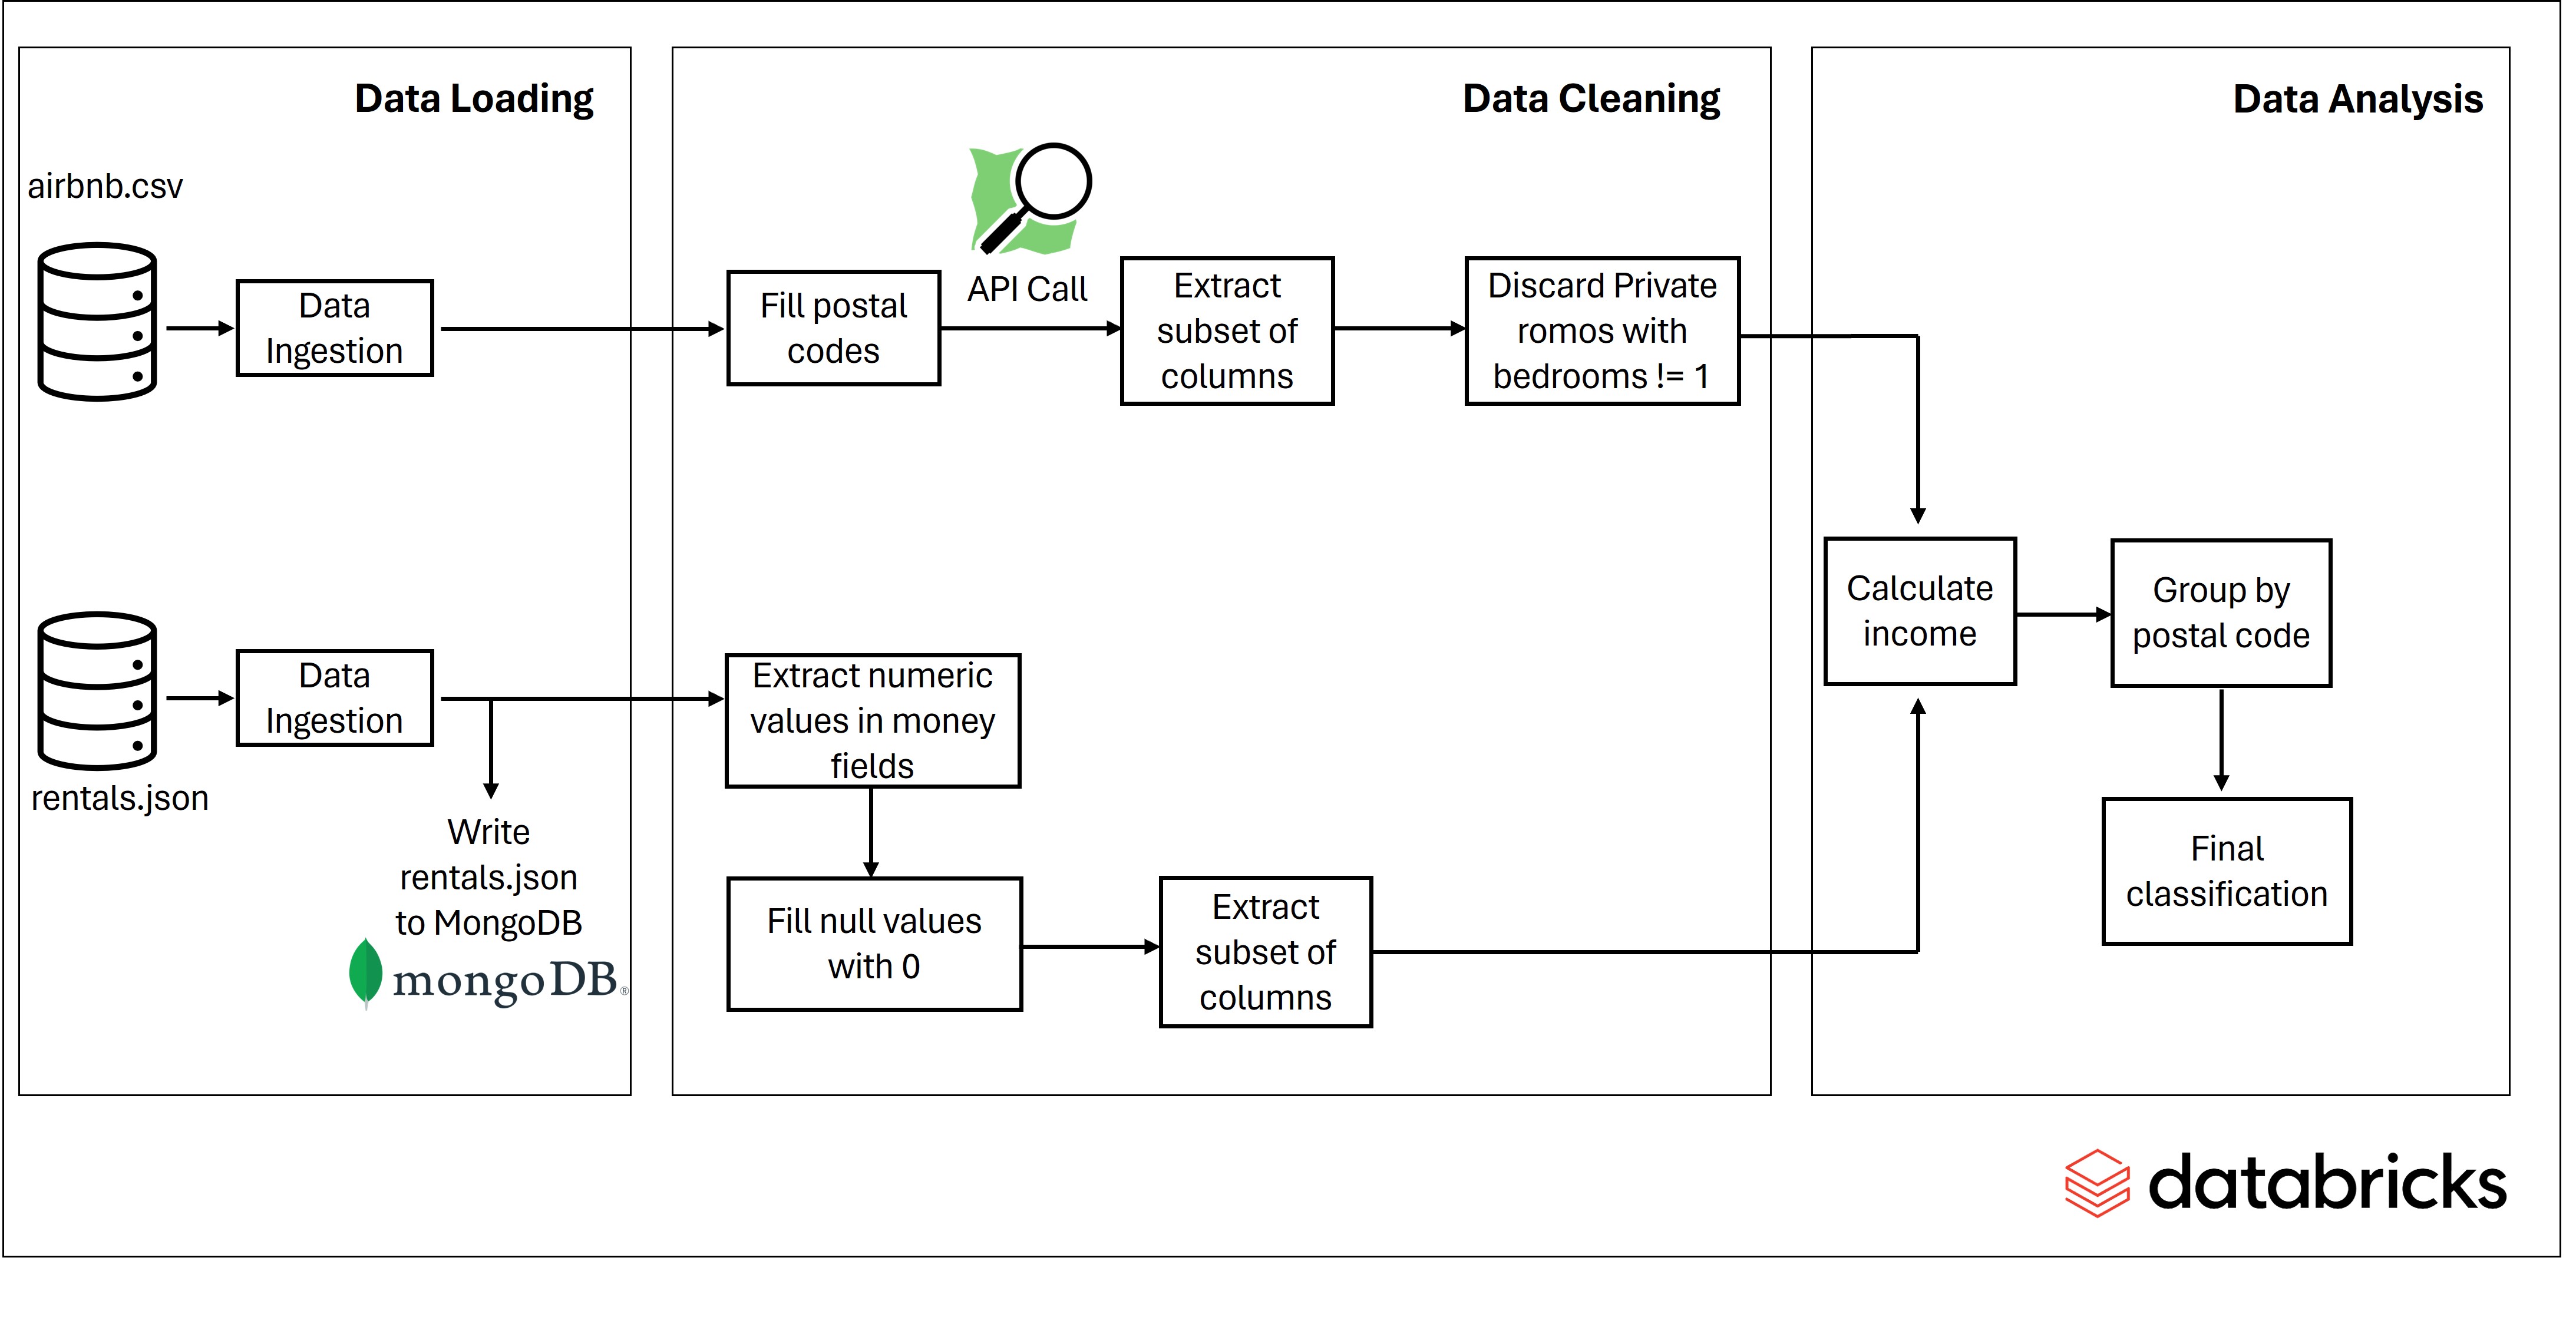 Data Loading
airbnb.csv
Data
Ingestion
rentals.json
Data
Ingestion
Write
rentals.json
to MongoDB
mongoDB®
Data Cleaning
Fill postal
codes
API Call
Extract
subset of
columns
Discard Private
romos with
bedrooms != 1
Extract numeric
values in money
fields
Fill null values
with 0
Extract
subset of
columns
Data Analysis
Calculate
income
Group by
postal code
Final
classification
databricks